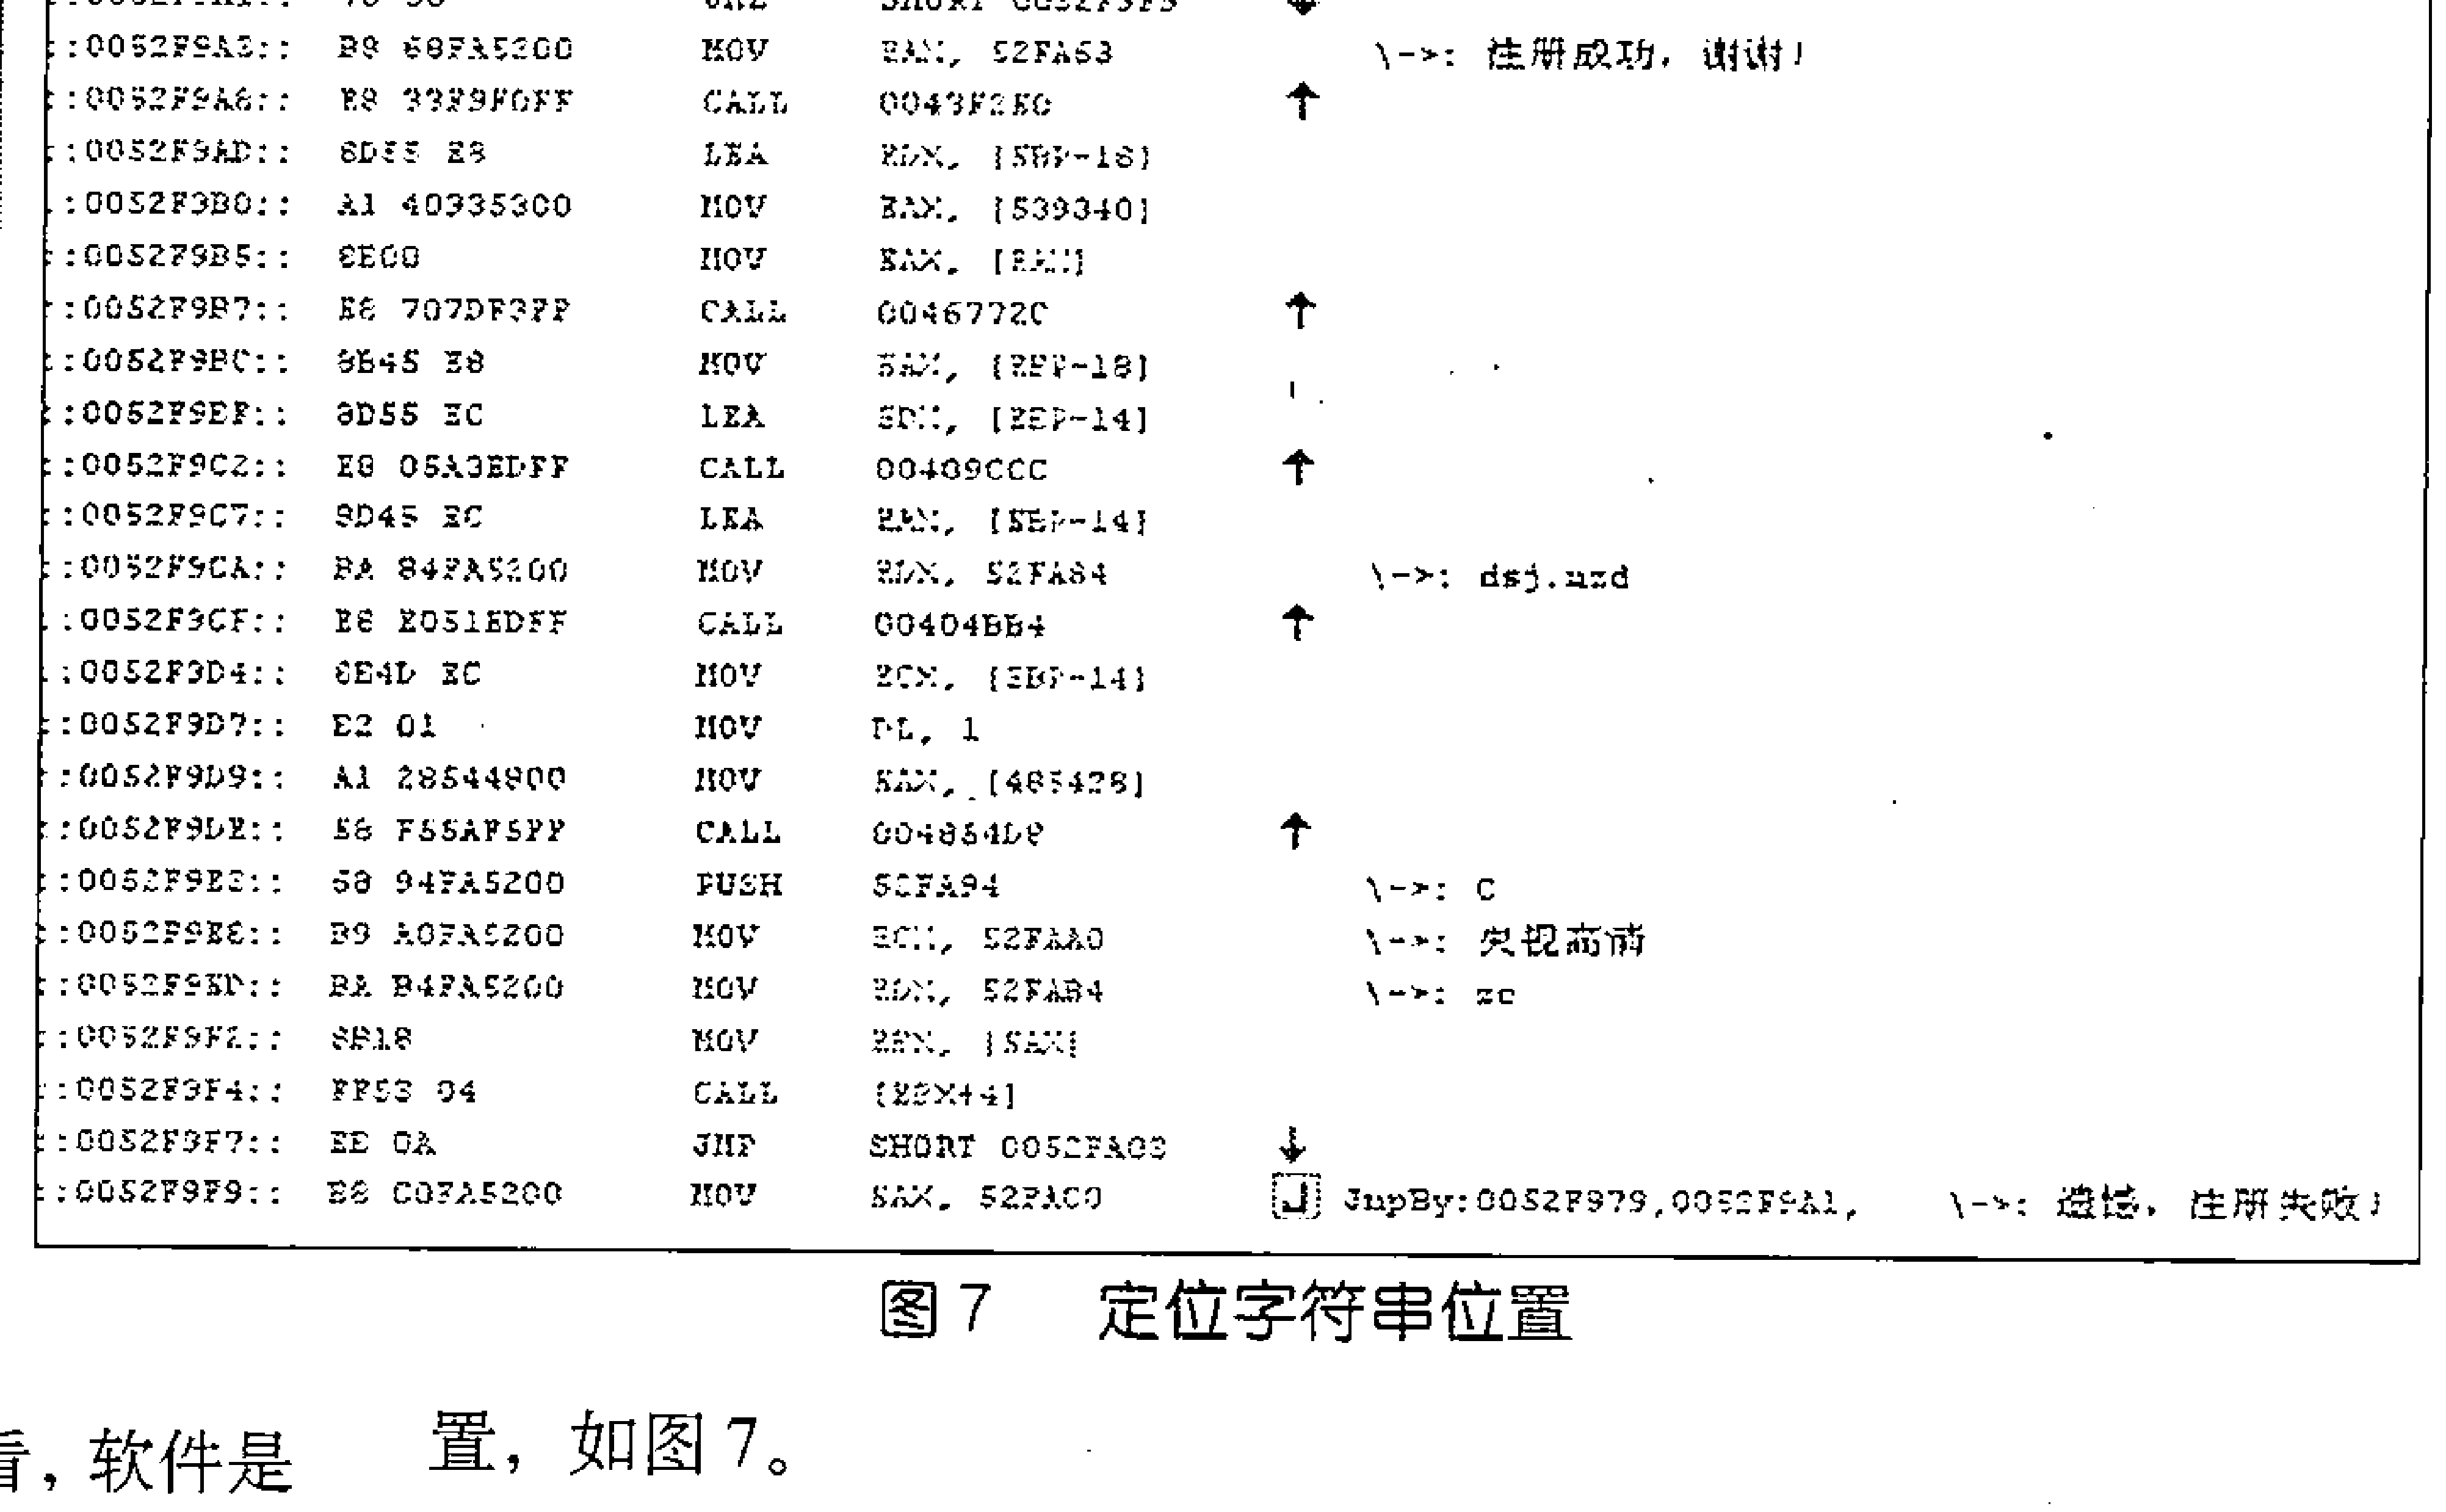 ::0052F9A3:: B8 68FA5200 MOV EAX, 52FA68 \->: 注册成功，谢谢！
::0052F9A8:: E8 33F9F0FF CALL 0043F2E0 ↑
::0052F9AD:: 8D55 E8 LEA EDX, [EBP-18]
::0052F9B0:: A1 40935300 MOV EAX, [539340]
::0052F9B5:: 8B00 MOV EAX, [EAX]
::0052F9B7:: E8 707DF3FF CALL 0046772C ↑
::0052F9BC:: 8B45 E8 MOV EAX, [EBP-18]
::0052F9BF:: 8D55 EC LEA EDX, [EBP-14]
::0052F9C2:: E8 05A3EDFF CALL 00409CCC ↑
::0052F9C7:: 8D45 EC LEA EAX, [EBP-14]
::0052F9CA:: BA 84FA5200 MOV EDX, 52FA84 \->: dsj.mzd
::0052F9CF:: E8 E051EDFF CALL 00404BB4 ↑
::0052F9D4:: 8B4D EC MOV ECX, [EBP-14]
::0052F9D7:: B2 01 MOV DL, 1
::0052F9D9:: A1 28544800 MOV EAX, [485428]
::0052F9DE:: E8 F55AF5FF CALL 004854D8 ↑
::0052F9E3:: 68 94FA5200 PUSH 52FA94 \->: C
::0052F9E8:: B9 A0FA5200 MOV ECX, 52FAA0 \->: 央视高清
::0052F9ED:: BA B4FA5200 MOV EDX, 52FAB4 \->: zc
::0052F9F2:: 8B18 MOV EBX, [EAX]
::0052F9F4:: FF53 04 CALL [EBX+4]
::0052F9F7:: EB 0A JMP SHORT 0052FA03 ↓
::0052F9F9:: B8 C0FA5200 MOV EAX, 52FAC0 J JmpBy:0052F979,0052F9A1, \->: 遗憾，注册失败！
图 7 定位字符串位置
看，软件是
置，如图 7。